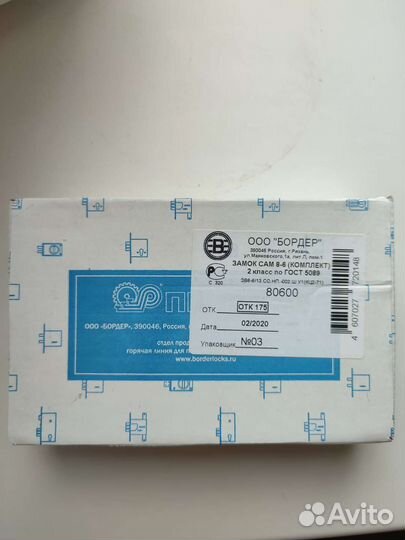 ООО "БОРДЕР"
390046 Россия, г.Рязань,
ул.Маяковского,1а, лит.Л, пом.1
ЗАМОК САМ 8-6 (КОМПЛЕКТ)
2 класс по ГОСТ 5089
80600
ОТК ОТК 175
Дата 02/2020
Упаковщик №03
С 320
4 607027 720148
ООО «БОРДЕР», 390046, Россия,
отдел прод
горячая линия для п
www.borderlocks.ru
Avito